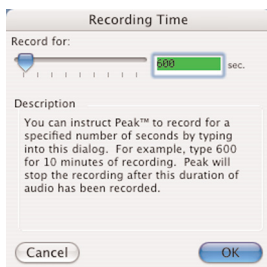 Recording Time
Record for:
600 sec.
Description
You can instruct Peak™ to record for a
specified number of seconds by typing
into this dialog. For example, type 600
for 10 minutes of recording. Peak will
stop the recording after this duration of
audio has been recorded.
Cancel OK